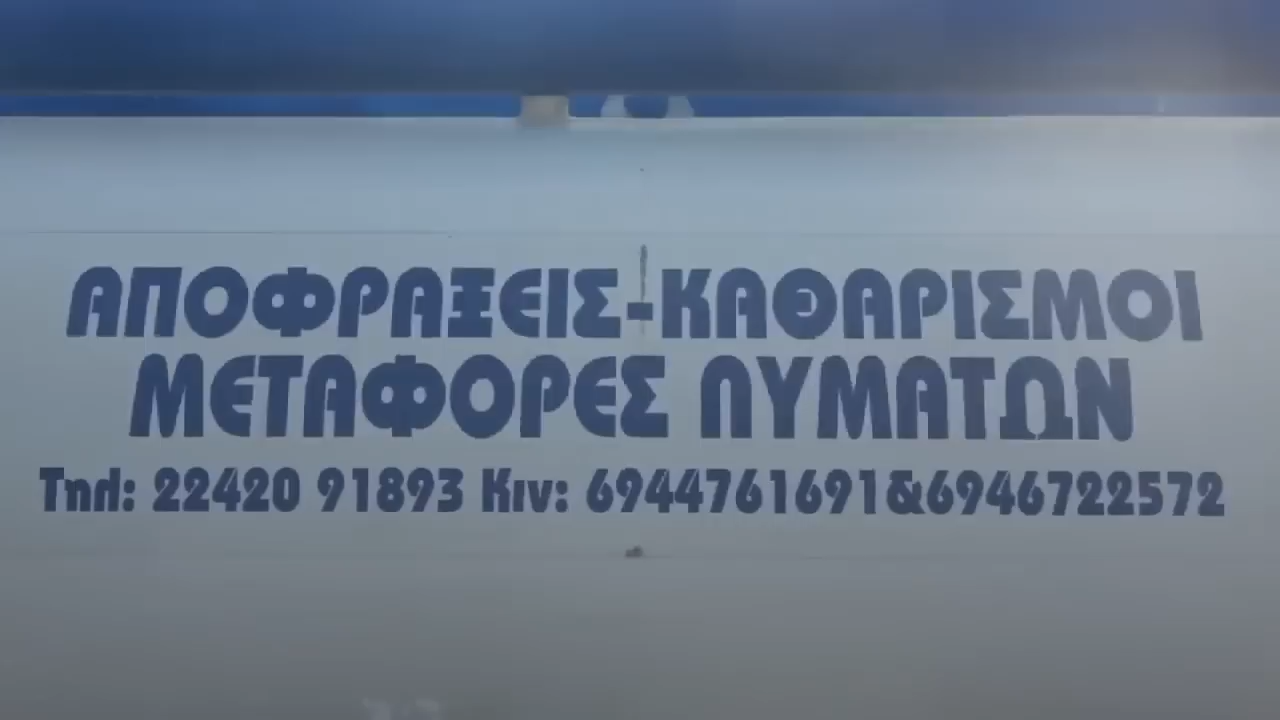 ΑΠΟΦΡΑΞΕΙΣ-ΚΑΘΑΡΙΣΜΟΙ
ΜΕΤΑΦΟΡΕΣ ΛΥΜΑΤΩΝ
Τηλ: 22420 91893 Κιν: 6944761691&6946722572